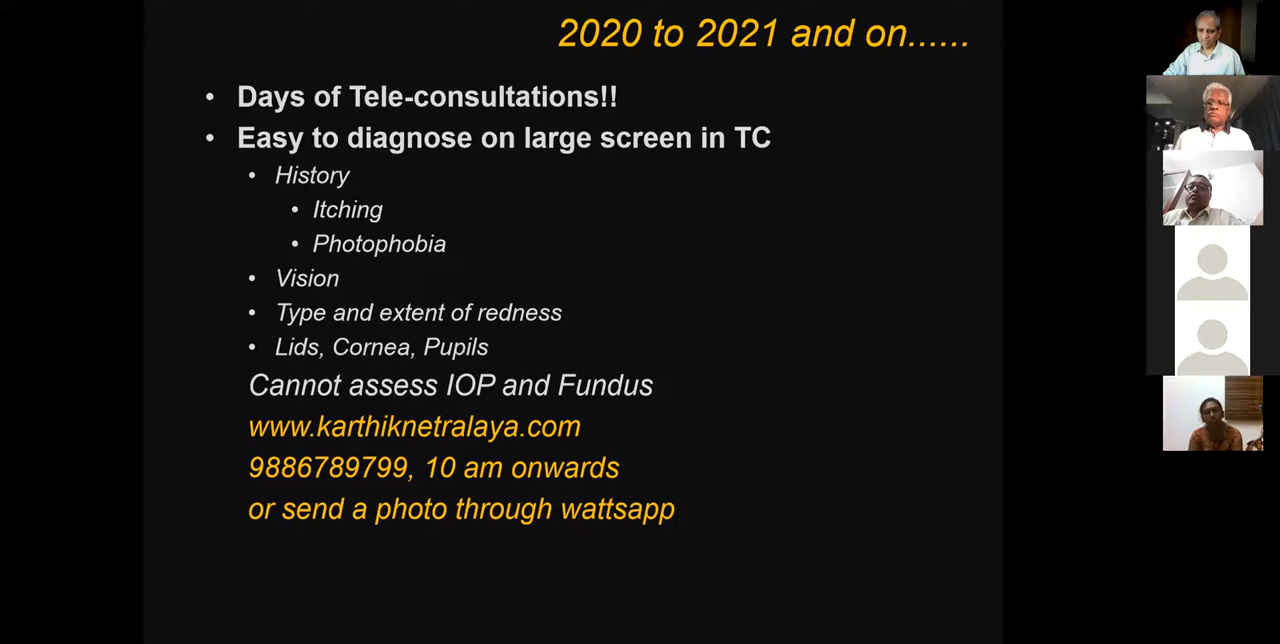 2020 to 2021 and on......
• Days of Tele-consultations!!
• Easy to diagnose on large screen in TC
• History
• Itching
• Photophobia
• Vision
• Type and extent of redness
• Lids, Cornea, Pupils
Cannot assess IOP and Fundus
www.karthiknetralaya.com
9886789799, 10 am onwards
or send a photo through wattsapp